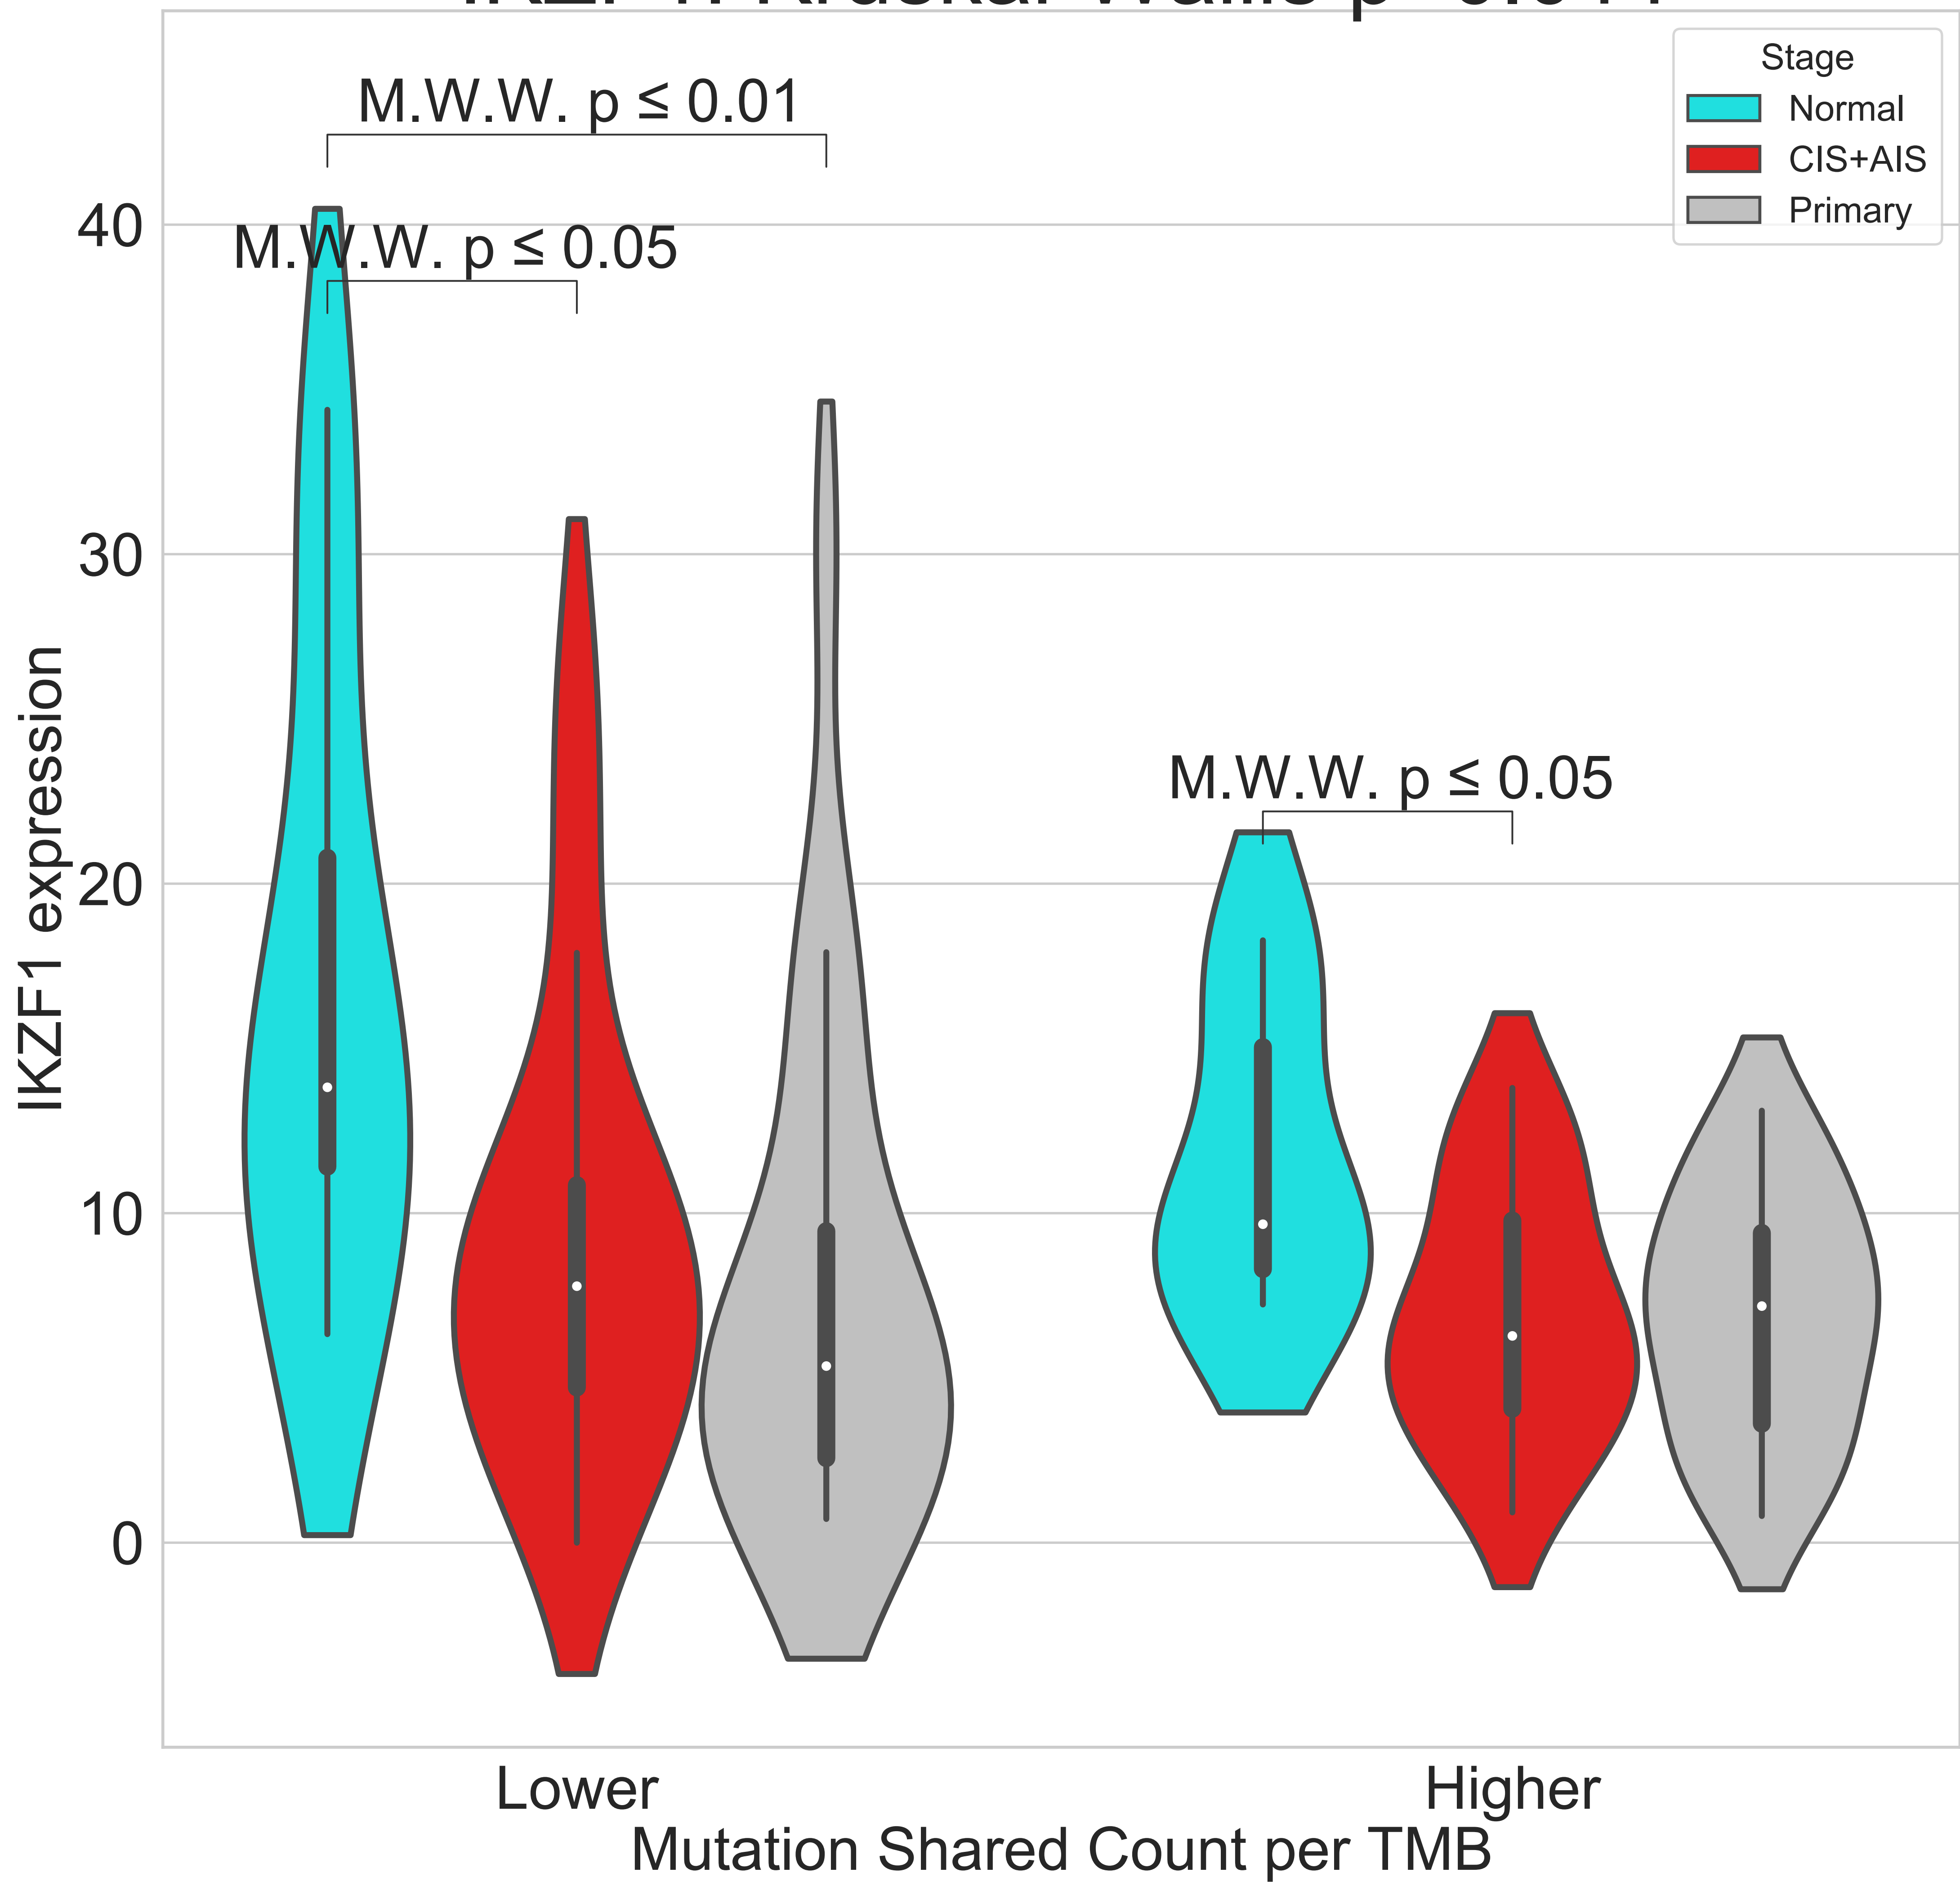 Stage
Normal
CIS+AIS
Primary
M.W.W. p ≤ 0.01
M.W.W. p ≤ 0.05
M.W.W. p ≤ 0.05
40
30
20
10
0
IKZF1 expression
Lower
Higher
Mutation Shared Count per TMB